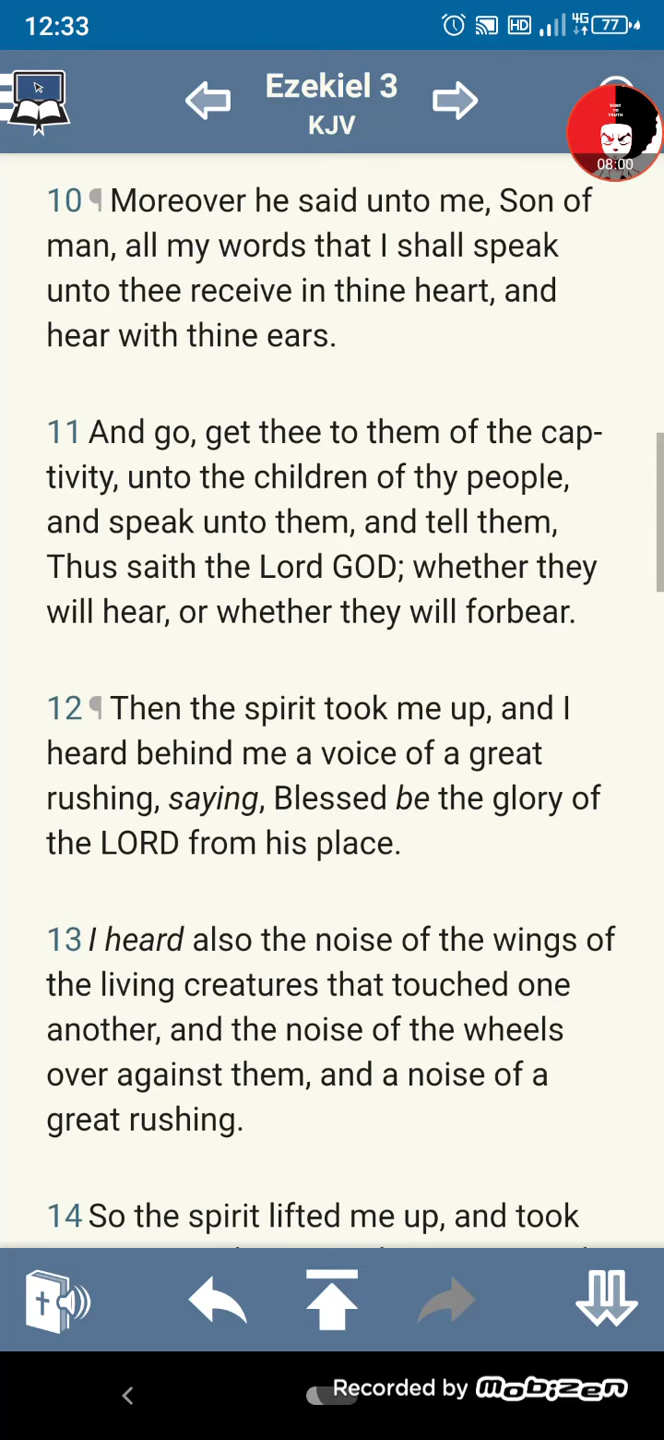 12:33
HD
4G
77
Ezekiel 3
KJV
08:00
10 ¶ Moreover he said unto me, Son of
man, all my words that I shall speak
unto thee receive in thine heart, and
hear with thine ears.
11 And go, get thee to them of the cap-
tivity, unto the children of thy people,
and speak unto them, and tell them,
Thus saith the Lord GOD; whether they
will hear, or whether they will forbear.
12 ¶ Then the spirit took me up, and I
heard behind me a voice of a great
rushing, saying, Blessed be the glory of
the LORD from his place.
13 I heard also the noise of the wings of
the living creatures that touched one
another, and the noise of the wheels
over against them, and a noise of a
great rushing.
14 So the spirit lifted me up, and took
Recorded by Mobizen